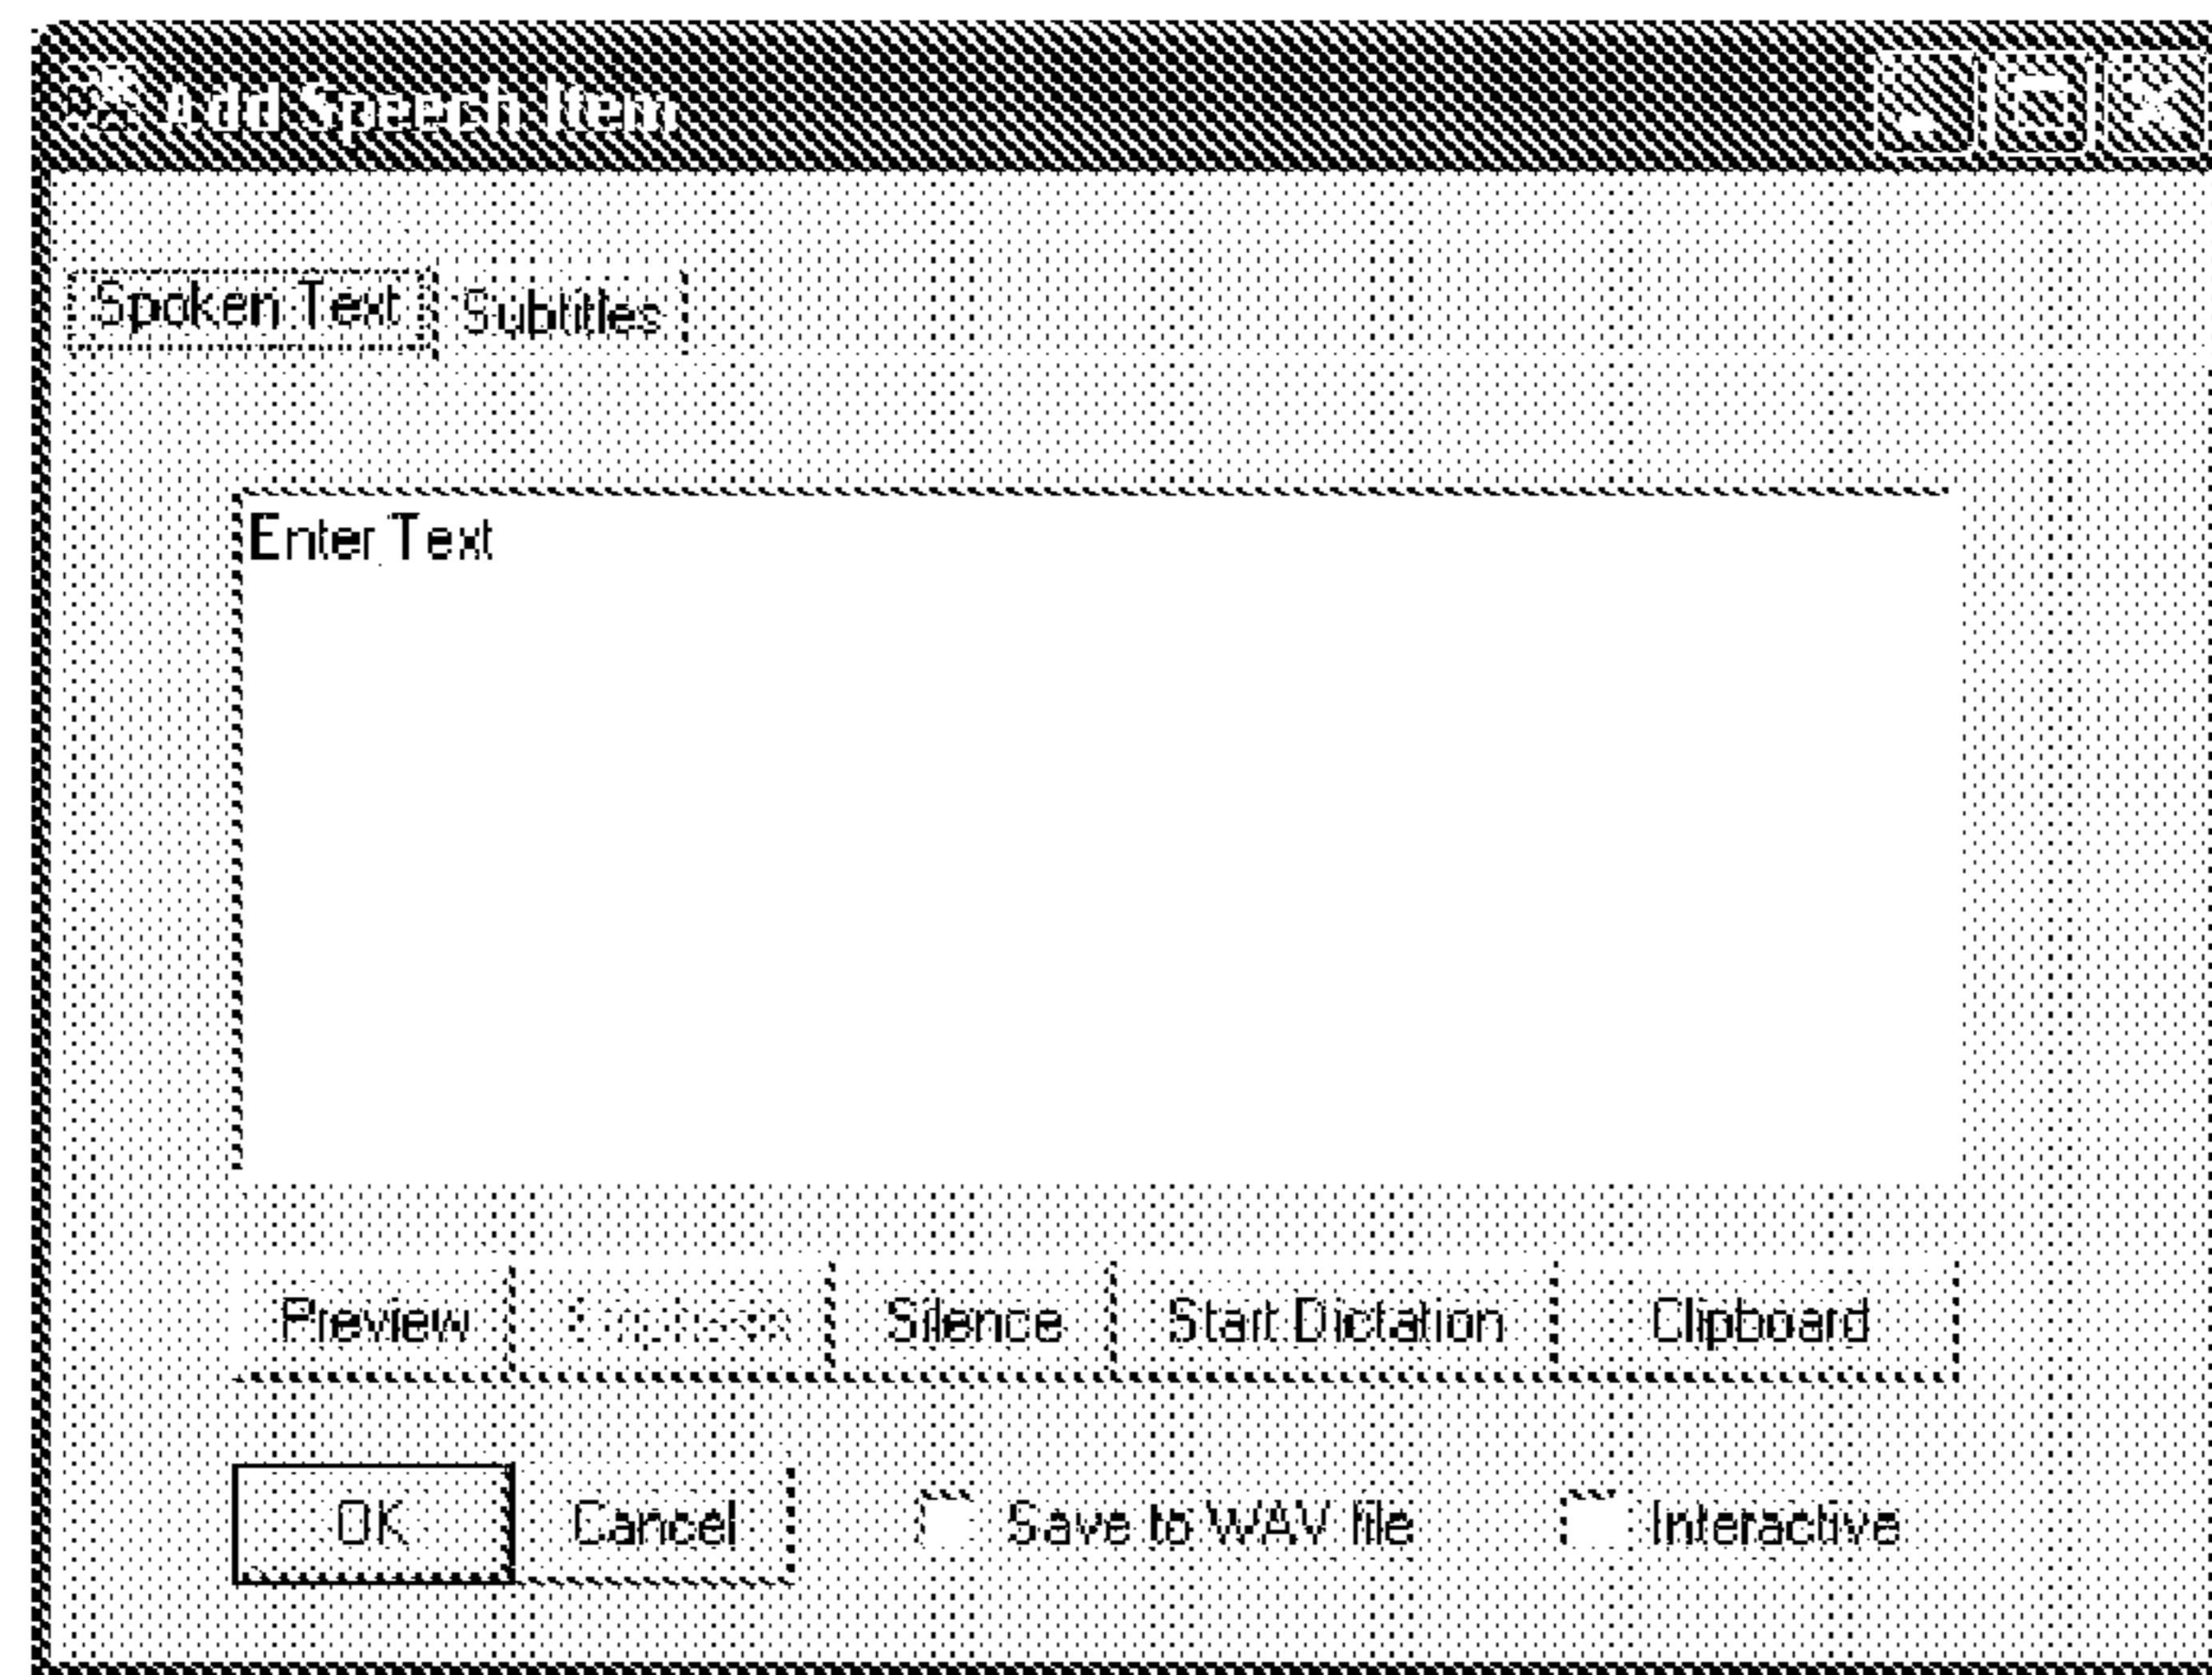 Add Speech Item
Spoken Text Subtitles
Enter Text
Preview Silence Start Dictation Clipboard
OK Cancel Save to WAV file Interactive